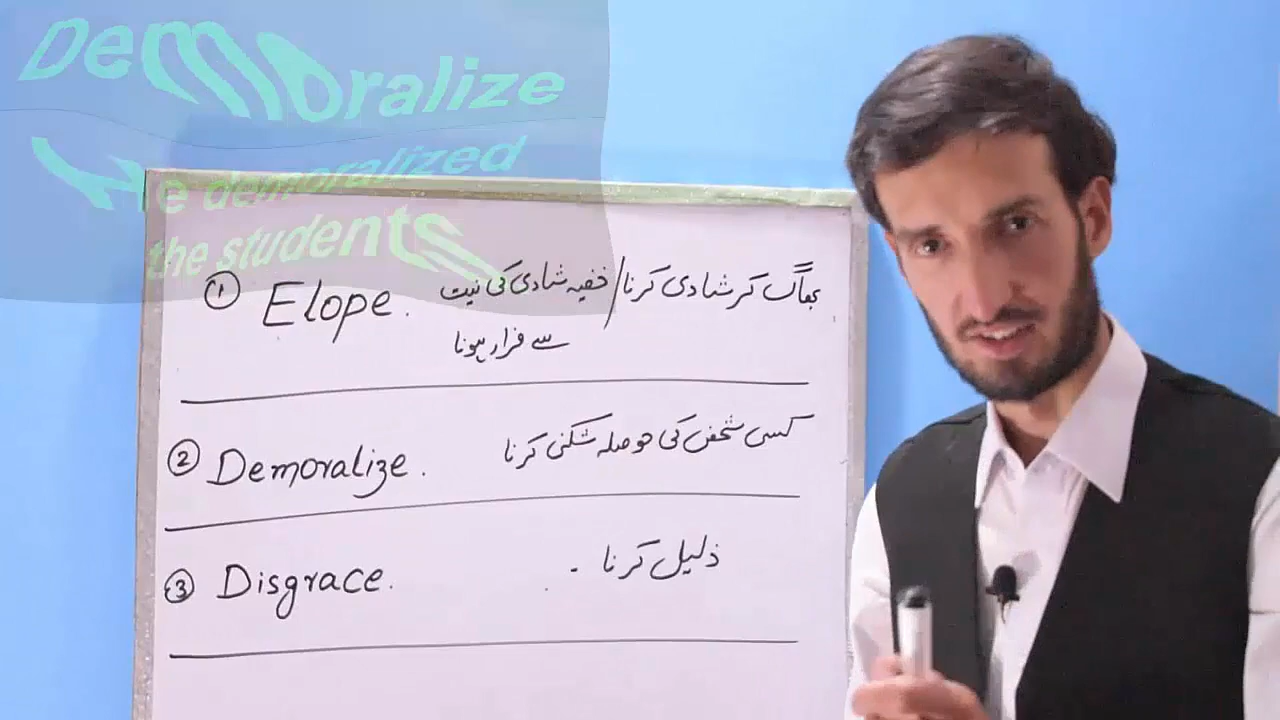 Demoralize
He demoralized
the students
① Elope. بھاگ کر شادی کرنا/خفیہ شادی کی نیت
سے فرار ہونا
② Demoralize. کسی شخص کی حوصلہ شکنی کرنا
③ Disgrace. ذلیل کرنا -